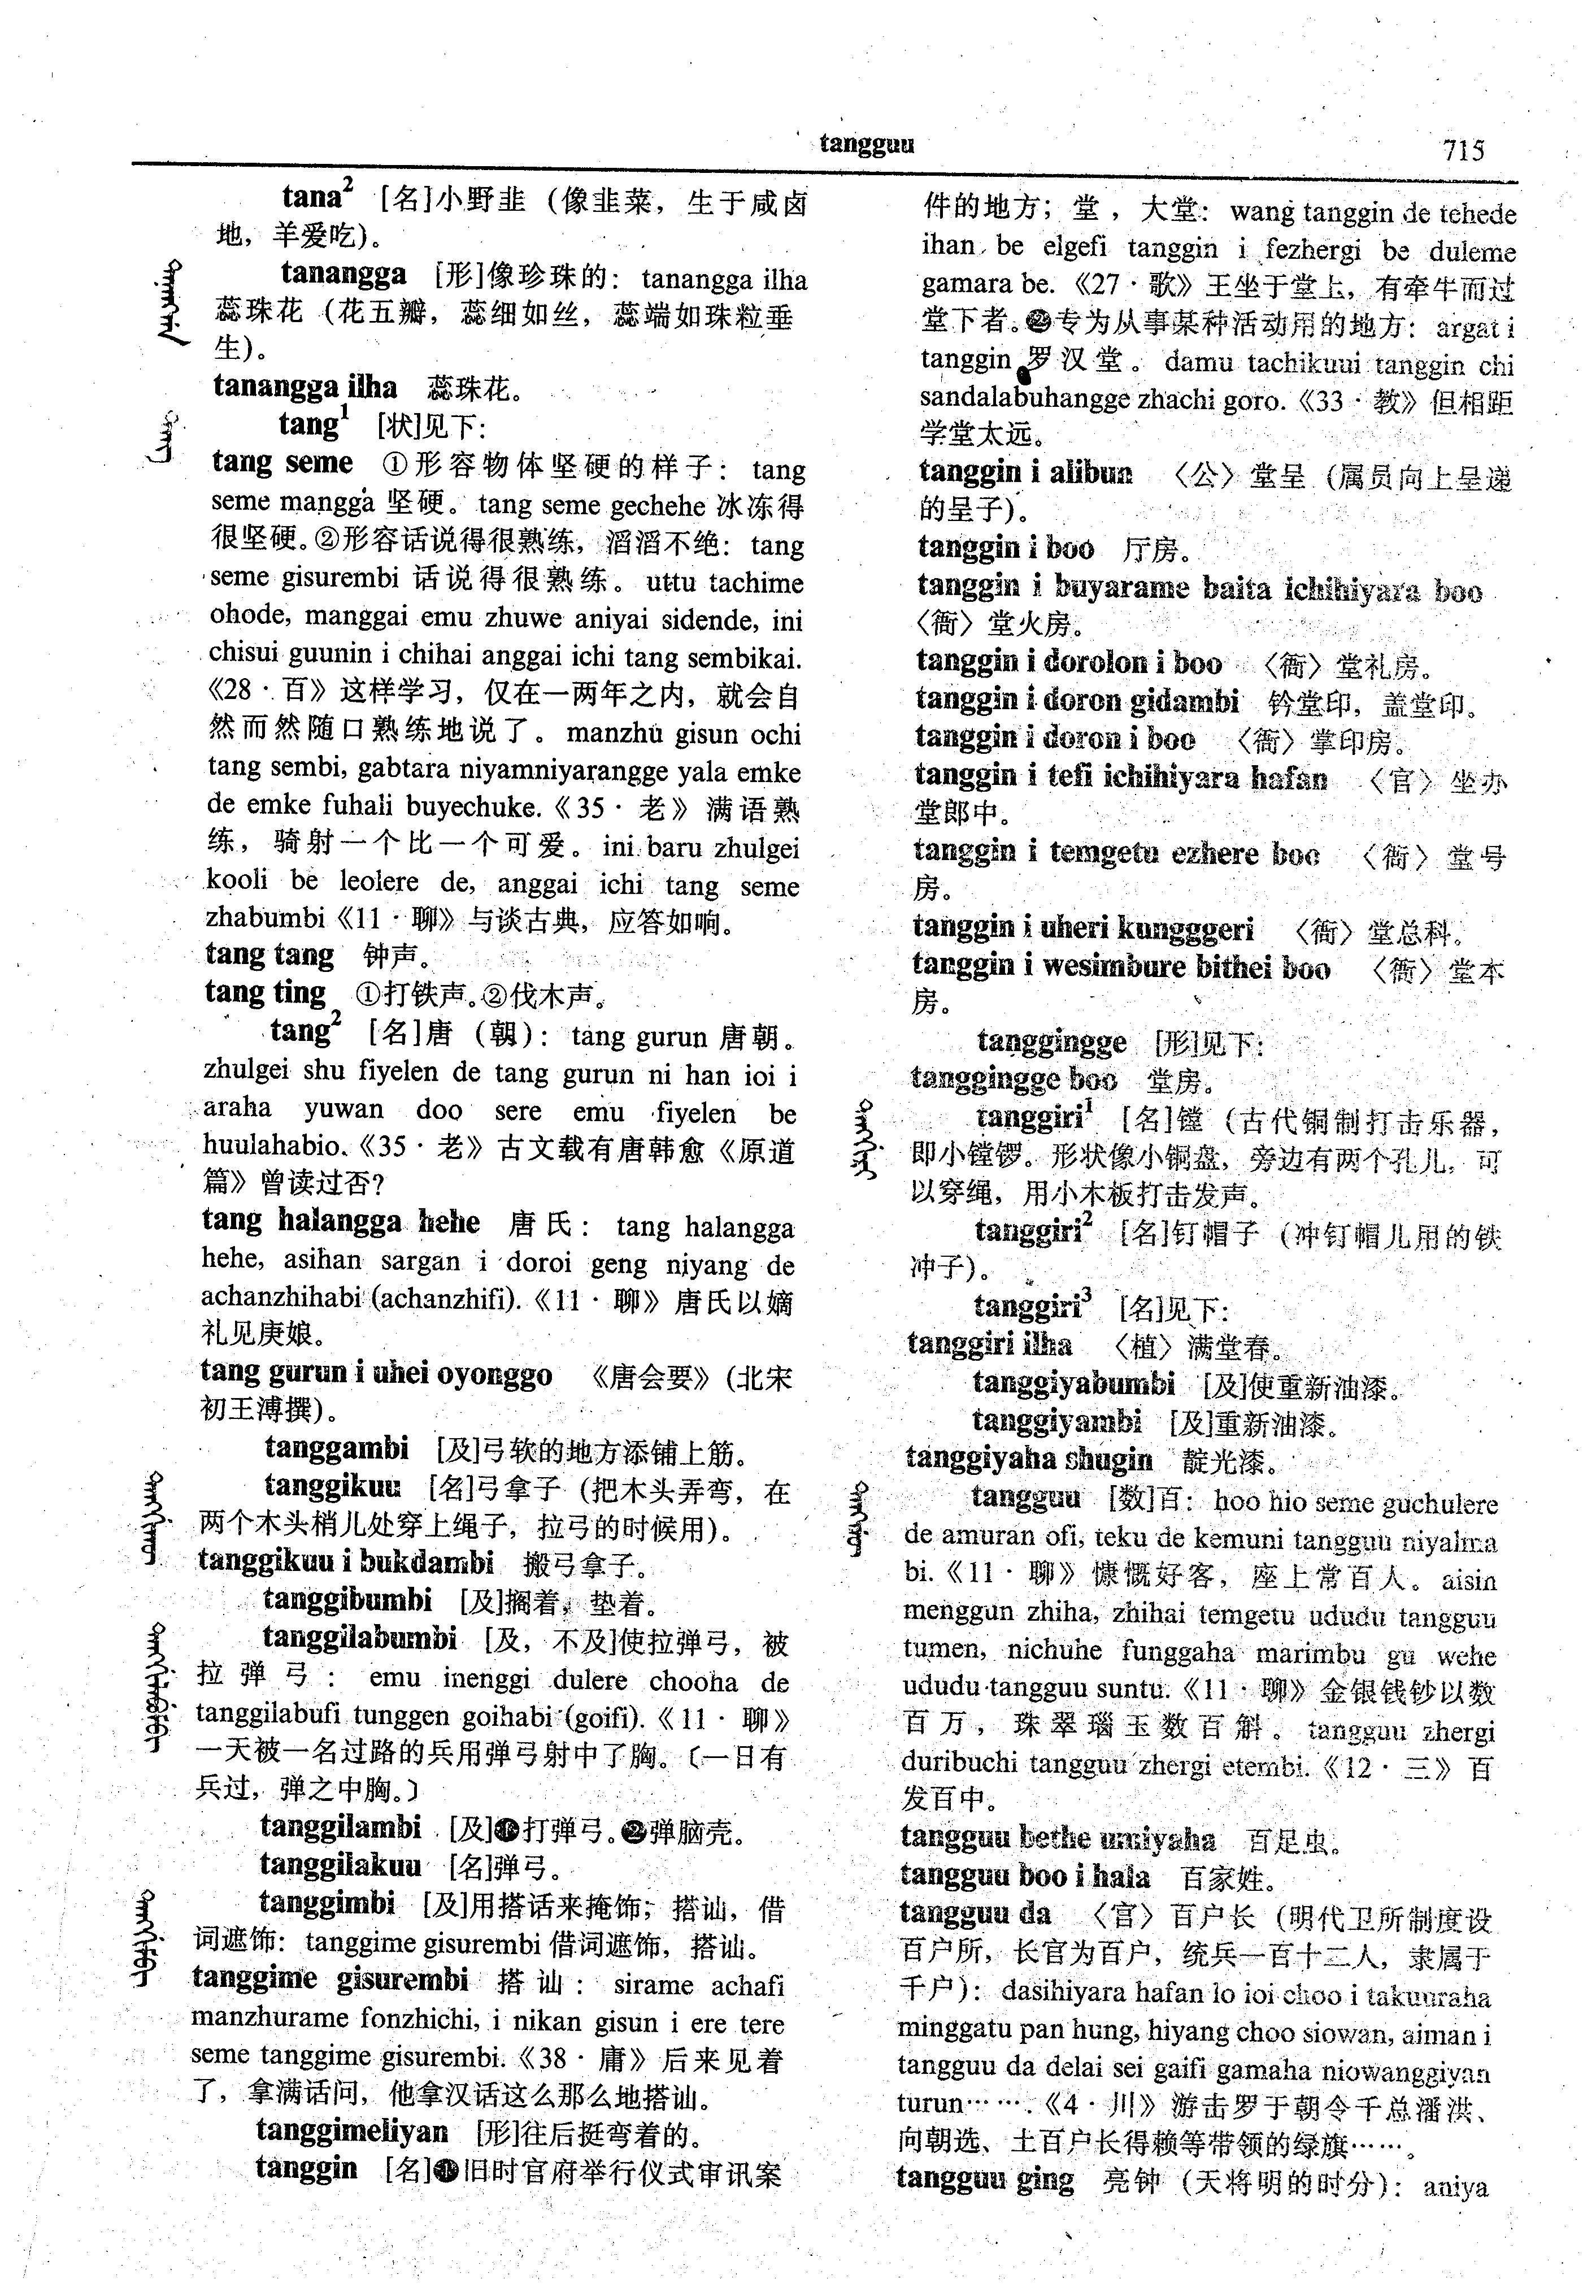 tangguu
715
tana² [名]小野韭（像韭菜，生于咸卤
地，羊爱吃）。
tanangga [形]像珍珠的：tanangga ilha
蕊珠花（花五瓣，蕊细如丝，蕊端如珠粒垂
生）。
tanangga ilha 蕊珠花。
tang¹ [状]见下：
tang seme ①形容物体坚硬的样子：tang
seme mangga 坚硬。tang seme gechehe 冰冻得
很坚硬。②形容话说得很熟练，滔滔不绝：tang
seme gisurembi 话说得很熟练。uttu tachime
ohode, manggai emu zhuwe aniyai sidende, ini
chisui guunin i chihai anggai ichi tang sembikai.
《28·百》这样学习，仅在一两年之内，就会自
然而然随口熟练地说了。manzhu gisun ochi
tang sembi, gabtara niyamniyarangge yala emke
de emke fuhali buyechuke.《35·老》满语熟
练，骑射一个比一个可爱。ini baru zhulgei
kooli be leolere de, anggai ichi tang seme
zhabumbi《11·聊》与谈古典，应答如响。
tang tang 钟声。
tang ting ①打铁声。②伐木声。
tang² [名]唐（朝）：tang gurun 唐朝。
zhulgei shu fiyelen de tang gurun ni han ioi i
araha yuwan doo sere emu fiyelen be
huulahabio.《35·老》古文载有唐韩愈《原道
篇》曾读过否？
tang halangga hehe 唐氏：tang halangga
hehe, asihan sargan i doroi geng niyang de
achanzhihabi (achanzhifi).《11·聊》唐氏以嫡
礼见庚娘。
tang gurun i uhei oyonggo 《唐会要》（北宋
初王溥撰）。
tanggambi [及]弓软的地方添铺上筋。
tanggikuu [名]弓拿子（把木头弄弯，在
两个木头梢儿处穿上绳子，拉弓的时候用）。
tanggikuu i bukdambi 搬弓拿子。
tanggibumbi [及]搁着，垫着。
tanggilabumbi [及，不及]使拉弹弓，被
拉弹弓：emu inenggi dulere chooha de
tanggilabufi tunggen goihabi (goifi).《11·聊》
一天被一名过路的兵用弹弓射中了胸。〔一日有
兵过，弹之中胸。〕
tanggilambi [及]❶打弹弓。❷弹脑壳。
tanggilakuu [名]弹弓。
tanggimbi [及]用搭话来掩饰；搭讪，借
词遮饰：tanggime gisurembi 借词遮饰，搭讪。
tanggime gisurembi 搭讪：sirame achafi
manzhurame fonzhichi, i nikan gisun i ere tere
seme tanggime gisurembi.《38·庸》后来见着
了，拿满话问，他拿汉话这么那么地搭讪。
tanggimeliyan [形]往后挺弯着的。
tanggin [名]❶旧时官府举行仪式审讯案
件的地方；堂，大堂：wang tanggin de tehede
ihan be elgefi tanggin i fezhergi be duleme
gamara be.《27·歌》王坐于堂上，有牵牛而过
堂下者。❷专为从事某种活动用的地方：argat i
tanggin 罗汉堂。damu tachikuui tanggin chi
sandalabuhangge zhachi goro.《33·教》但相距
学堂太远。
tanggin i alibun 〈公〉堂呈（属员向上呈递
的呈子）。
tanggin i boo 厅房。
tanggin i buyarame baita ichihiyara boo
〈衙〉堂火房。
tanggin i dorolon i boo 〈衙〉堂礼房。
tanggin i doron gidambi 钤堂印，盖堂印。
tanggin i doron i boo 〈衙〉掌印房。
tanggin i tefi ichihiyara hafan 〈官〉坐办
堂郎中。
tanggin i temgetu ezhere boo 〈衙〉堂号
房。
tanggin i uheri kungggeri 〈衙〉堂总科。
tanggin i wesimbure bithei boo 〈衙〉堂本
房。
tanggingge [形]见下：
tanggingge boo 堂房。
tanggiri¹ [名]镗（古代铜制打击乐器，
即小镗锣。形状像小铜盘，旁边有两个孔儿，可
以穿绳，用小木板打击发声。
tanggiri² [名]钉帽子（冲钉帽儿用的铁
冲子）。
tanggiri³ [名]见下：
tanggiri ilha 〈植〉满堂春。
tanggiyabumbi [及]使重新油漆。
tanggiyambi [及]重新油漆。
tanggiyaha shugin 靛光漆。
tangguu [数]百：hoo hio seme guchulere
de amuran ofi, teku de kemuni tangguu niyalma
bi.《11·聊》慷慨好客，座上常百人。aisin
menggun zhiha, zhihai temgetu ududu tangguu
tumen, nichuhe funggaha marimbu gu wehe
ududu tangguu suntu.《11·聊》金银钱钞以数
百万，珠翠瑙玉数百斛。tangguu zhergi
duribuchi tangguu zhergi etembi.《12·三》百
发百中。
tangguu bethe umiyaha 百足虫。
tangguu boo i hala 百家姓。
tangguu da 〈官〉百户长（明代卫所制度设
百户所，长官为百户，统兵一百十二人，隶属于
千户）：dasihiyara hafan lo ioi choo i takuuraha
minggatu pan hung, hiyang choo siowan, aiman i
tangguu da delai sei gaifi gamaha niowanggiyan
turun…….《4·川》游击罗于朝令千总潘洪、
向朝选、土百户长得赖等带领的绿旗……。
tangguu ging 亮钟（天将明的时分）：aniya